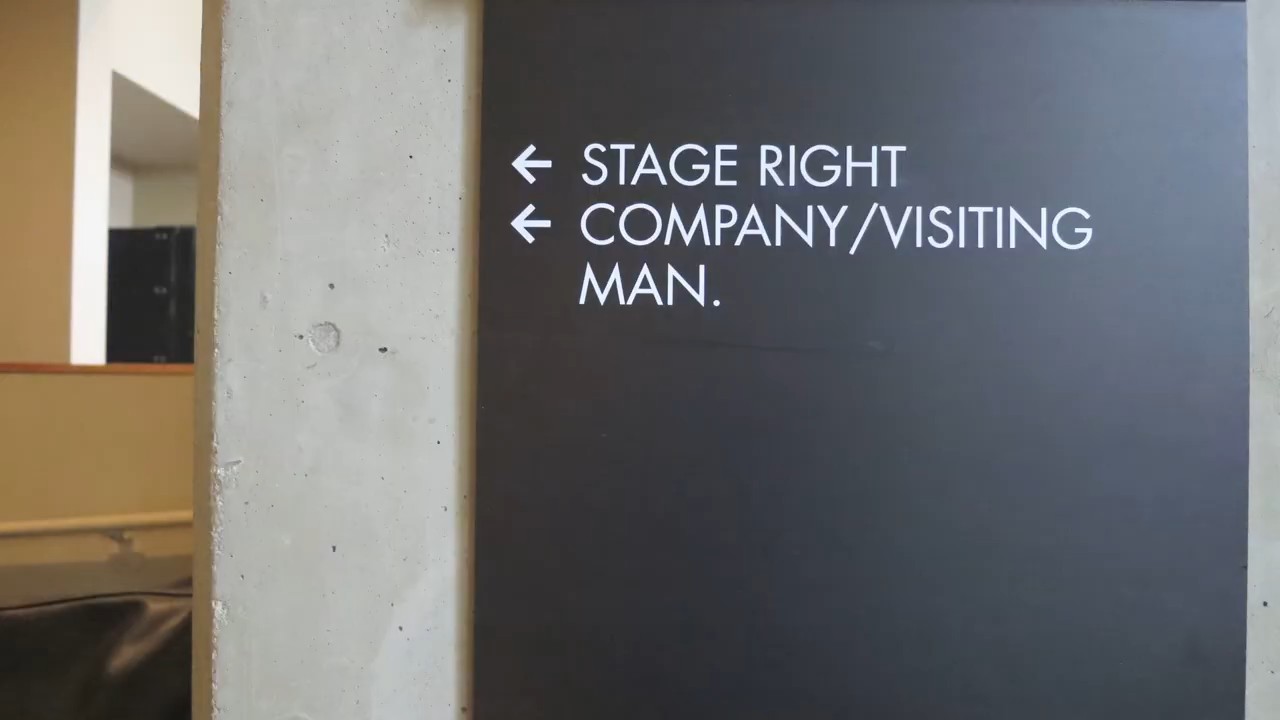 ← STAGE RIGHT
← COMPANY/VISITING
MAN.